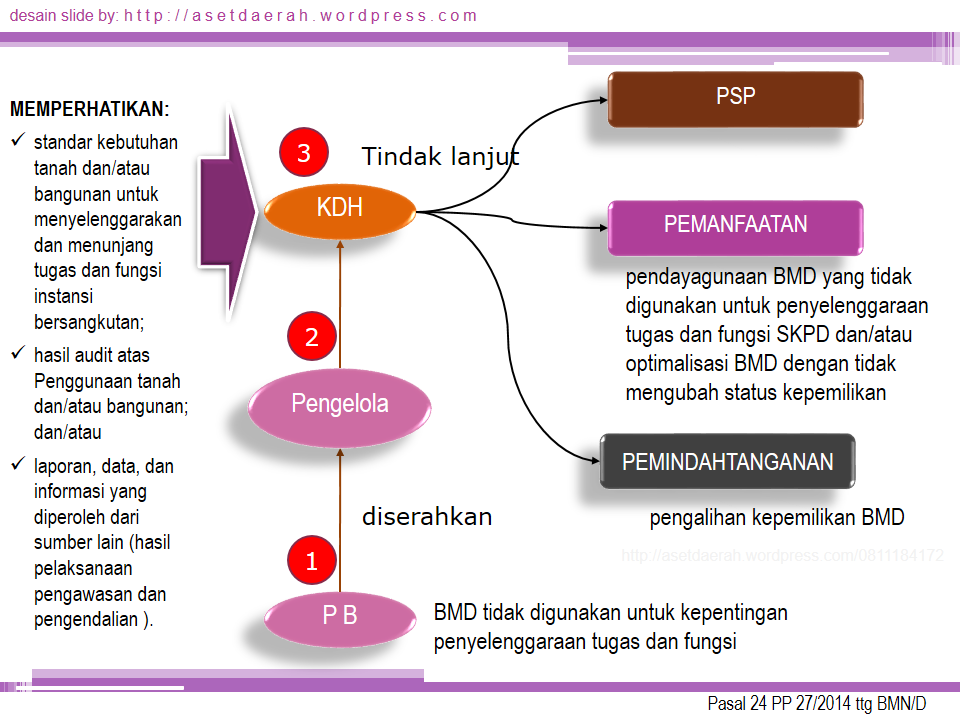 desain slide by: http://asetdaerah.wordpress.com
MEMPERHATIKAN:
✓ standar kebutuhan
tanah dan/atau
bangunan untuk
menyelenggarakan
dan menunjang
tugas dan fungsi
instansi
bersangkutan;
✓ hasil audit atas
Penggunaan tanah
dan/atau bangunan;
dan/atau
✓ laporan, data, dan
informasi yang
diperoleh dari
sumber lain (hasil
pelaksanaan
pengawasan dan
pengendalian ).
3
Tindak lanjut
KDH
2
Pengelola
diserahkan
1
P B
BMD tidak digunakan untuk kepentingan
penyelenggaraan tugas dan fungsi
PSP
PEMANFAATAN
pendayagunaan BMD yang tidak
digunakan untuk penyelenggaraan
tugas dan fungsi SKPD dan/atau
optimalisasi BMD dengan tidak
mengubah status kepemilikan
PEMINDAHTANGANAN
pengalihan kepemilikan BMD
http://asetdaerah.wordpress.com/0811184172
Pasal 24 PP 27/2014 ttg BMN/D